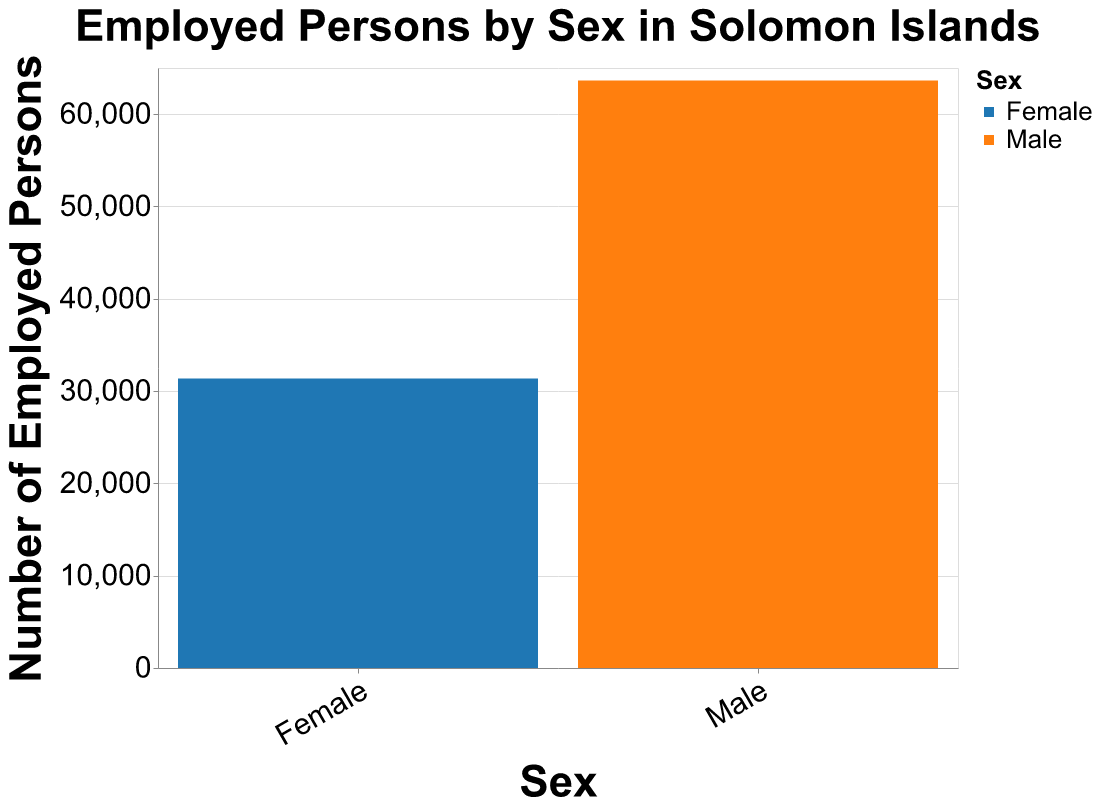 Employed Persons by Sex in Solomon Islands
Number of Employed Persons
60,000
50,000
40,000
30,000
20,000
10,000
0
Female
Male
Sex
Sex
Female
Male